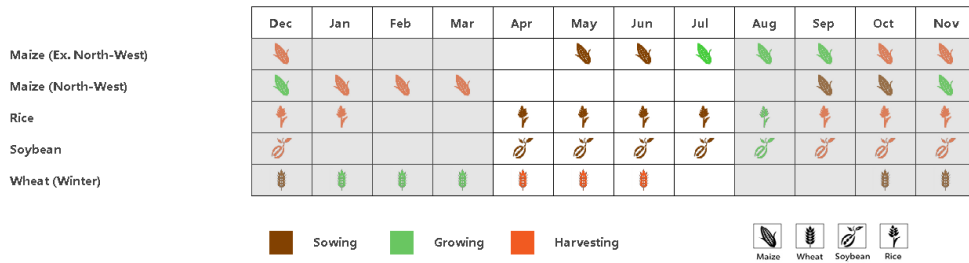 Dec Jan Feb Mar Apr May Jun Jul Aug Sep Oct Nov
Maize (Ex. North-West)
Maize (North-West)
Rice
Soybean
Wheat (Winter)
Sowing Growing Harvesting
Maize Wheat Soybean Rice